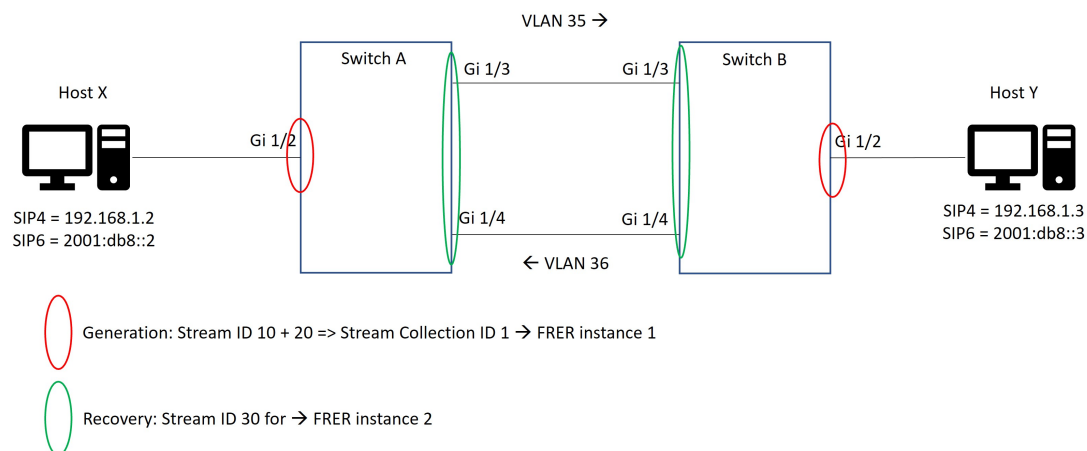 VLAN 35 →
Switch A
Switch B
Gi 1/3
Gi 1/3
Host X
Host Y
Gi 1/2
Gi 1/2
SIP4 = 192.168.1.2
SIP6 = 2001:db8::2
SIP4 = 192.168.1.3
SIP6 = 2001:db8::3
Gi 1/4
Gi 1/4
← VLAN 36
Generation: Stream ID 10 + 20 => Stream Collection ID 1 → FRER instance 1
Recovery: Stream ID 30 for → FRER instance 2